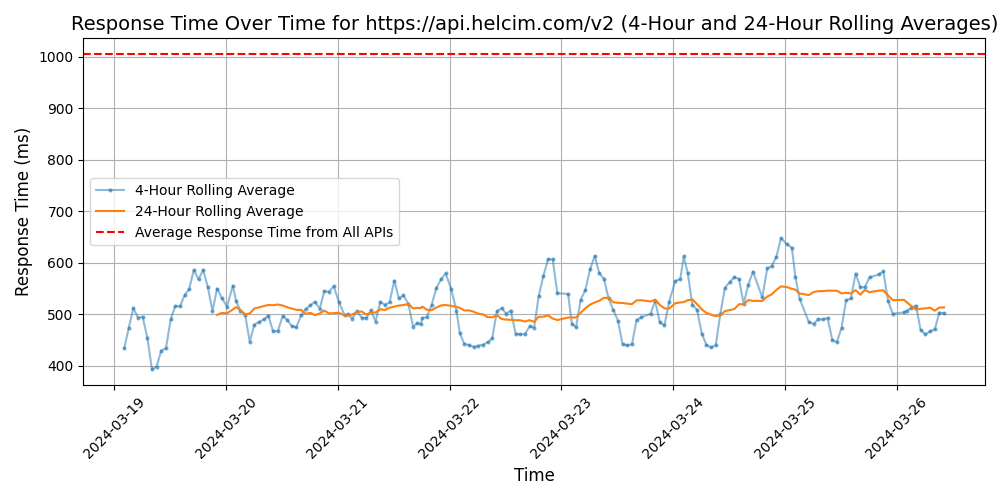 Response Time Over Time for https://api.helcim.com/v2 (4-Hour and 24-Hour Rolling Averages)
Response Time (ms)
1000
900
800
700
600
500
400
4-Hour Rolling Average
24-Hour Rolling Average
Average Response Time from All APIs
2024-03-19
2024-03-20
2024-03-21
2024-03-22
2024-03-23
2024-03-24
2024-03-25
2024-03-26
Time